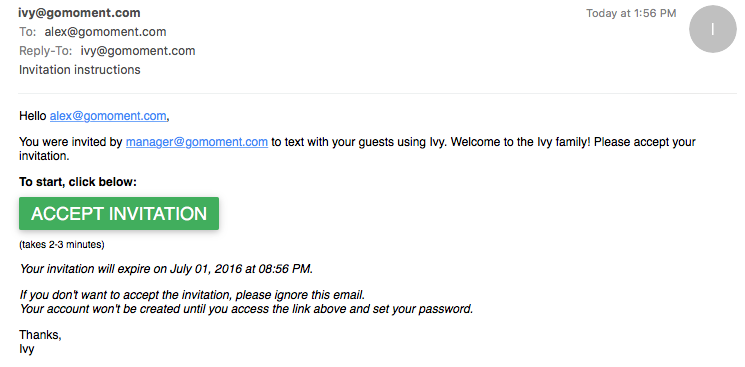 ivy@gomoment.com
Today at 1:56 PM
I
To: alex@gomoment.com
Reply-To: ivy@gomoment.com
Invitation instructions
Hello alex@gomoment.com,
You were invited by manager@gomoment.com to text with your guests using Ivy. Welcome to the Ivy family! Please accept your
invitation.
To start, click below:
ACCEPT INVITATION
(takes 2-3 minutes)
Your invitation will expire on July 01, 2016 at 08:56 PM.
If you don't want to accept the invitation, please ignore this email.
Your account won't be created until you access the link above and set your password.
Thanks,
Ivy